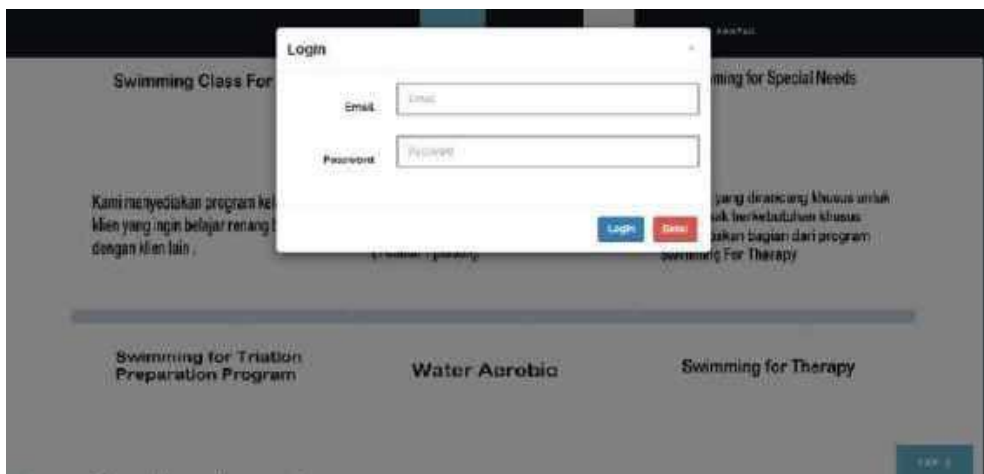 Login
Swimming Class For
ming for Special Needs
Email
Email
Password
Password
Kami menyediakan program kel
klien yang ingin belajar renang
dengan klien lain .
yang dirancang khusus untuk
berkebutuhan khusus
bagian dari program
Swimming For Therapy
Login
Swimming for Triatlon
Preparation Program
Water Aerobic
Swimming for Therapy